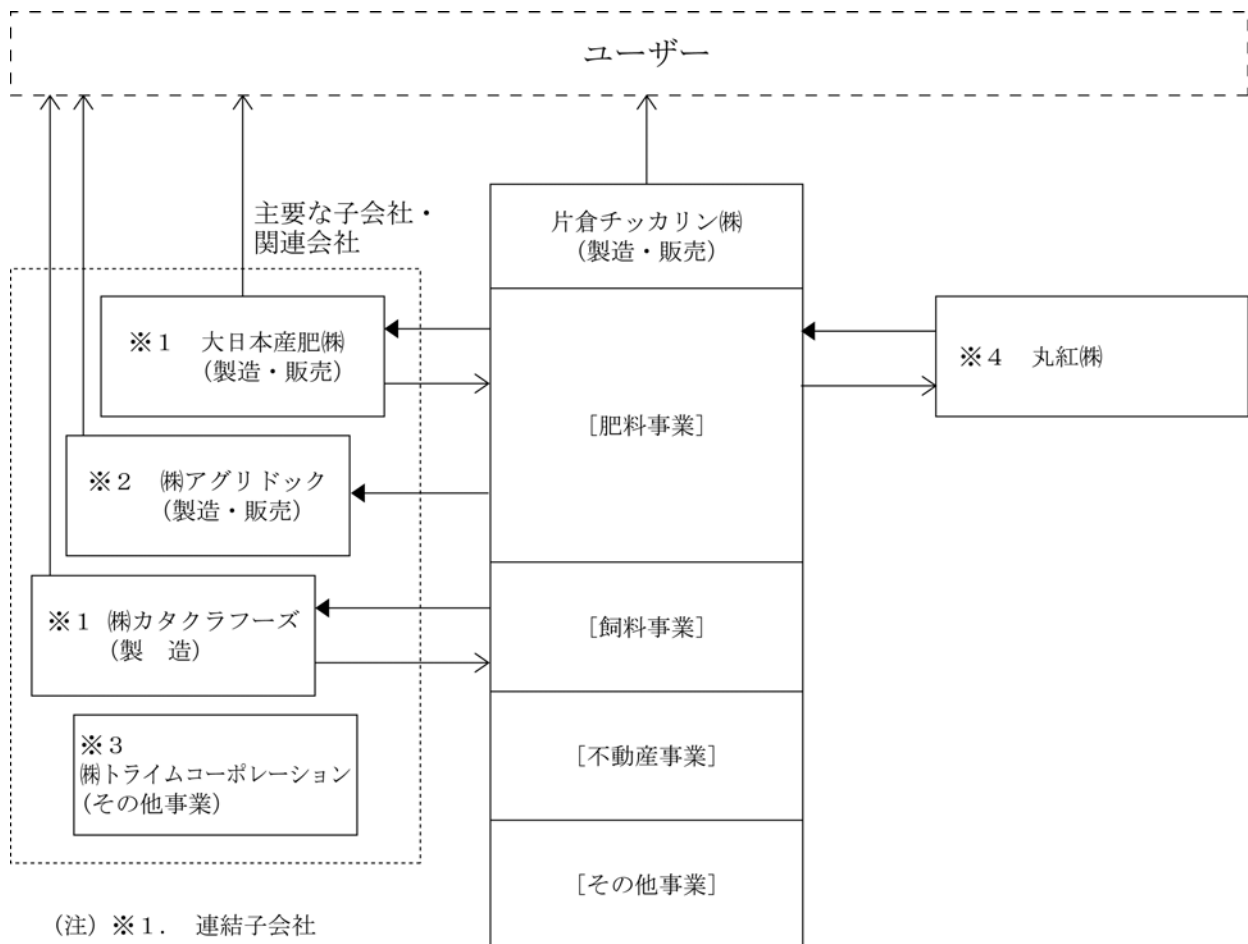 ユーザー
主要な子会社・
関連会社
片倉チッカリン㈱
(製造・販売)
※１　大日本産肥㈱
(製造・販売)
※４　丸紅㈱
[肥料事業]
※２　㈱アグリドック
(製造・販売)
※１ ㈱カタクラフーズ
(製　造)
[飼料事業]
※３
㈱トライムコーポレーション
(その他事業)
[不動産事業]
[その他事業]
(注) ※１.　連結子会社